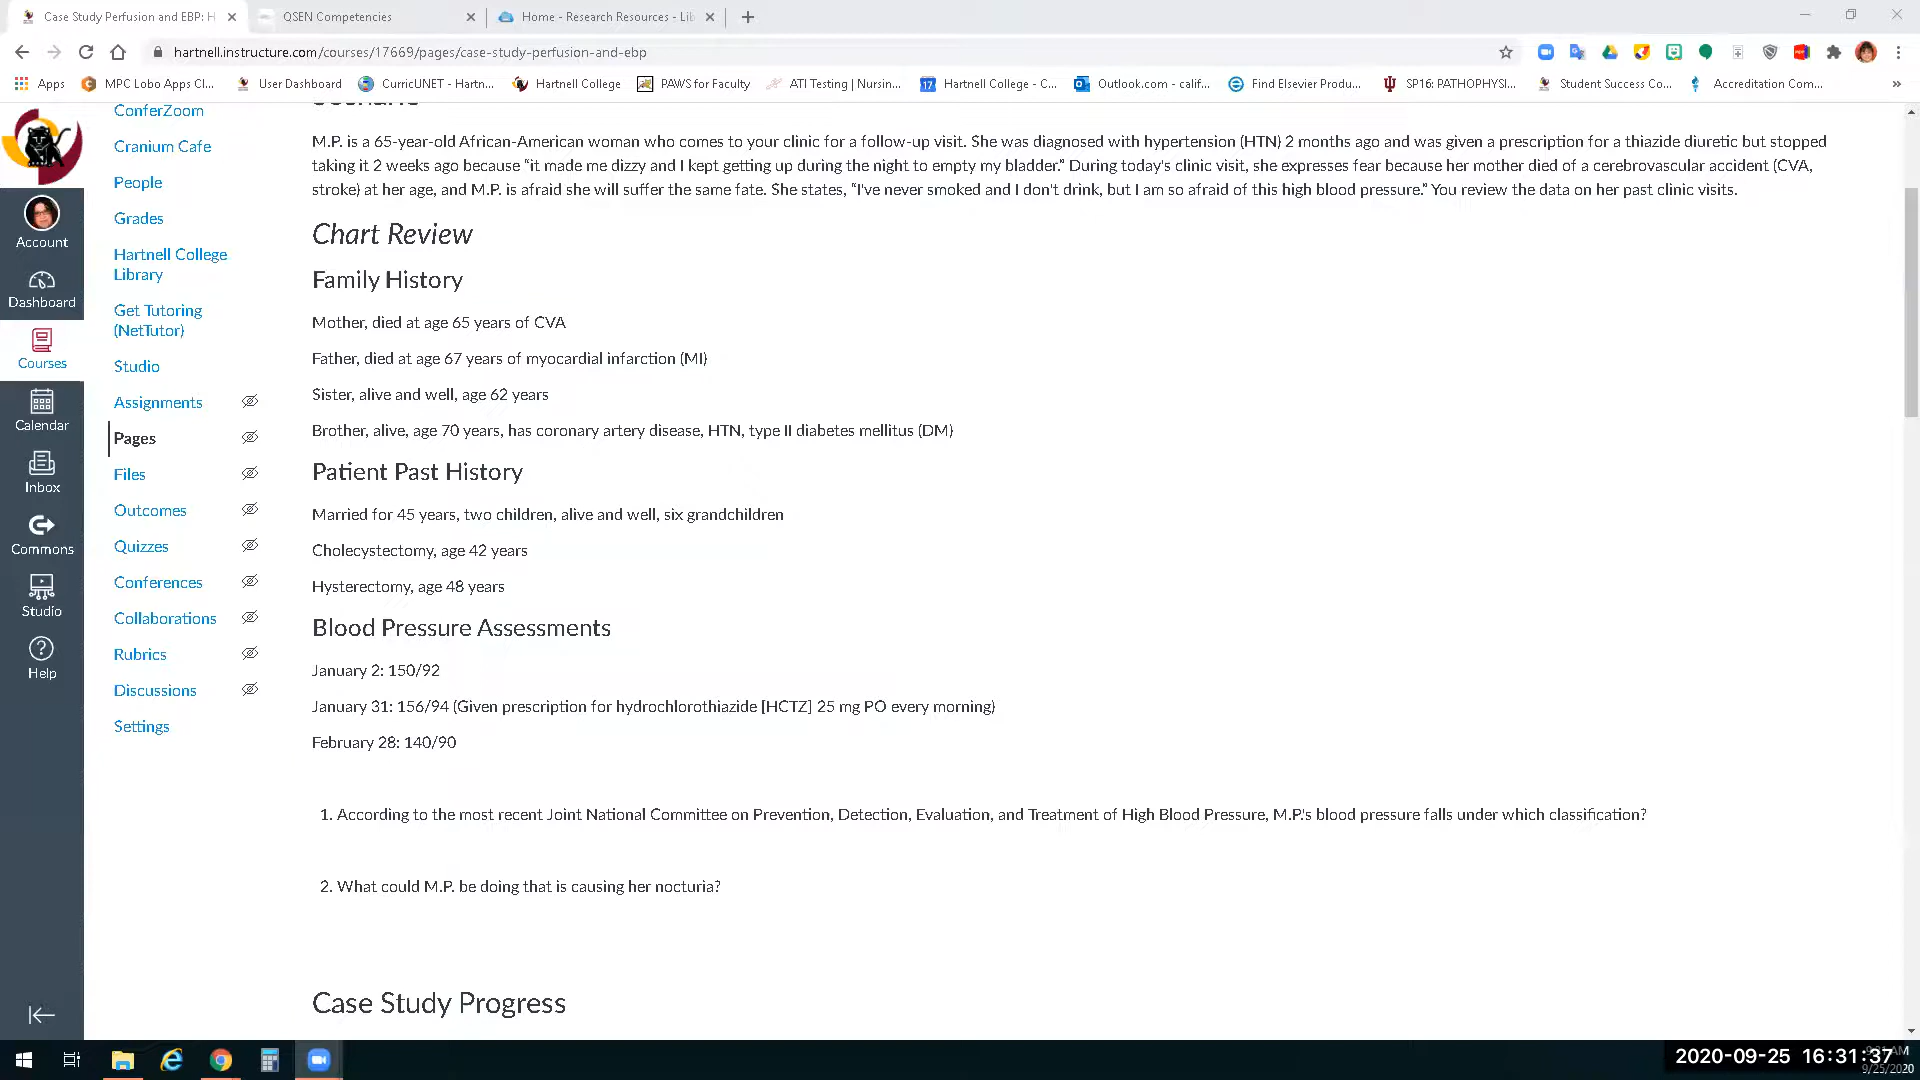 Case Study Perfusion and EBP: H
QSEN Competencies
Home - Research Resources - Lib
hartnell.instructure.com/courses/17669/pages/case-study-perfusion-and-ebp
Apps
MPC Lobo Apps Cl...
User Dashboard
CurricUNET - Hartn...
Hartnell College
PAWS for Faculty
ATI Testing | Nursin...
17
Hartnell College - C...
Outlook.com - calif...
Find Elsevier Produ...
SP16: PATHOPHYSI...
Student Success Co...
Accreditation Com...
»
Account
Dashboard
Courses
Calendar
Inbox
Commons
Studio
Help
ConferZoom
Cranium Cafe
People
Grades
Hartnell College
Library
Get Tutoring
(NetTutor)
Studio
Assignments
Pages
Files
Outcomes
Quizzes
Conferences
Collaborations
Rubrics
Discussions
Settings
M.P. is a 65-year-old African-American woman who comes to your clinic for a follow-up visit. She was diagnosed with hypertension (HTN) 2 months ago and was given a prescription for a thiazide diuretic but stopped
taking it 2 weeks ago because “it made me dizzy and I kept getting up during the night to empty my bladder.” During today's clinic visit, she expresses fear because her mother died of a cerebrovascular accident (CVA,
stroke) at her age, and M.P. is afraid she will suffer the same fate. She states, “I've never smoked and I don't drink, but I am so afraid of this high blood pressure.” You review the data on her past clinic visits.
Chart Review
Family History
Mother, died at age 65 years of CVA
Father, died at age 67 years of myocardial infarction (MI)
Sister, alive and well, age 62 years
Brother, alive, age 70 years, has coronary artery disease, HTN, type II diabetes mellitus (DM)
Patient Past History
Married for 45 years, two children, alive and well, six grandchildren
Cholecystectomy, age 42 years
Hysterectomy, age 48 years
Blood Pressure Assessments
January 2: 150/92
January 31: 156/94 (Given prescription for hydrochlorothiazide [HCTZ] 25 mg PO every morning)
February 28: 140/90
1. According to the most recent Joint National Committee on Prevention, Detection, Evaluation, and Treatment of High Blood Pressure, M.P.'s blood pressure falls under which classification?
2. What could M.P. be doing that is causing her nocturia?
Case Study Progress
2020-09-25 16:31:37
9/25/2020